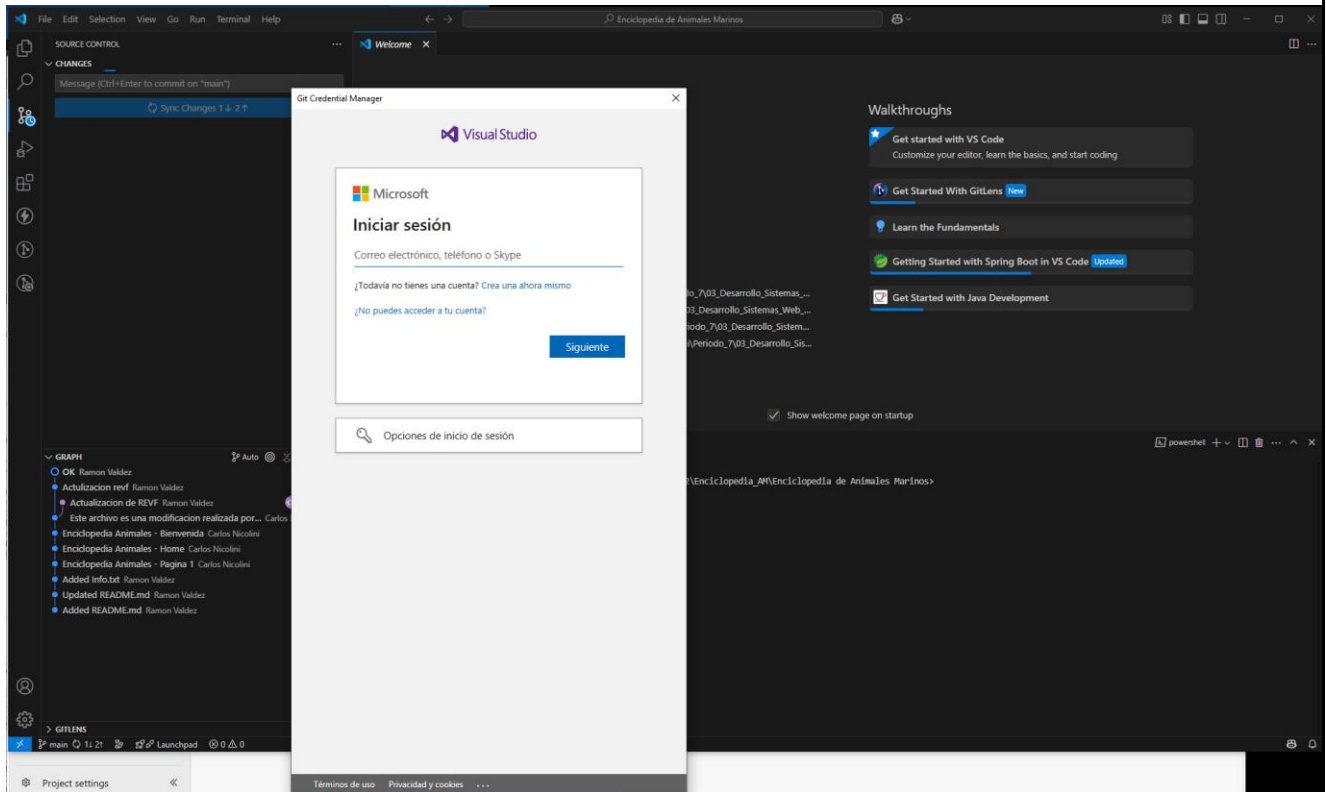 File Edit Selection View Go Run Terminal Help
Enciclopedia de Animales Marinos
SOURCE CONTROL
Welcome
CHANGES
Message (Ctrl+Enter to commit on "main")
Sync Changes 1↓ 2↑
Git Credential Manager
Visual Studio
Microsoft
Iniciar sesión
Correo electrónico, teléfono o Skype
¿Todavía no tienes una cuenta? Crea una ahora mismo
¿No puedes acceder a tu cuenta?
Siguiente
Opciones de inicio de sesión
Términos de uso Privacidad y cookies ...
Walkthroughs
Get started with VS Code
Customize your editor, learn the basics, and start coding
Get Started With GitLens New
Learn the Fundamentals
Getting Started with Spring Boot in VS Code Updated
Get Started with Java Development
lo_7\03_Desarrollo_Sistemas_...
03_Desarrollo_Sistemas_Web_...
iodo_7\03_Desarrollo_Sistem...
\Periodo_7\03_Desarrollo_Sis...
Show welcome page on startup
powershell
\Enciclopedia_AM\Enciclopedia de Animales Marinos>
GRAPH
Auto
OK Ramon Valdez
Actulizacion revf Ramon Valdez
Actualizacion de REVF Ramon Valdez
Este archivo es una modificacion realizada por... Carlos
Enciclopedia Animales - Bienvenida Carlos Nicolini
Enciclopedia Animales - Home Carlos Nicolini
Enciclopedia Animales - Pagina 1 Carlos Nicolini
Added Info.txt Ramon Valdez
Updated README.md Ramon Valdez
Added README.md Ramon Valdez
GITLENS
main 1↓ 2↑ Launchpad 0 0
Project settings